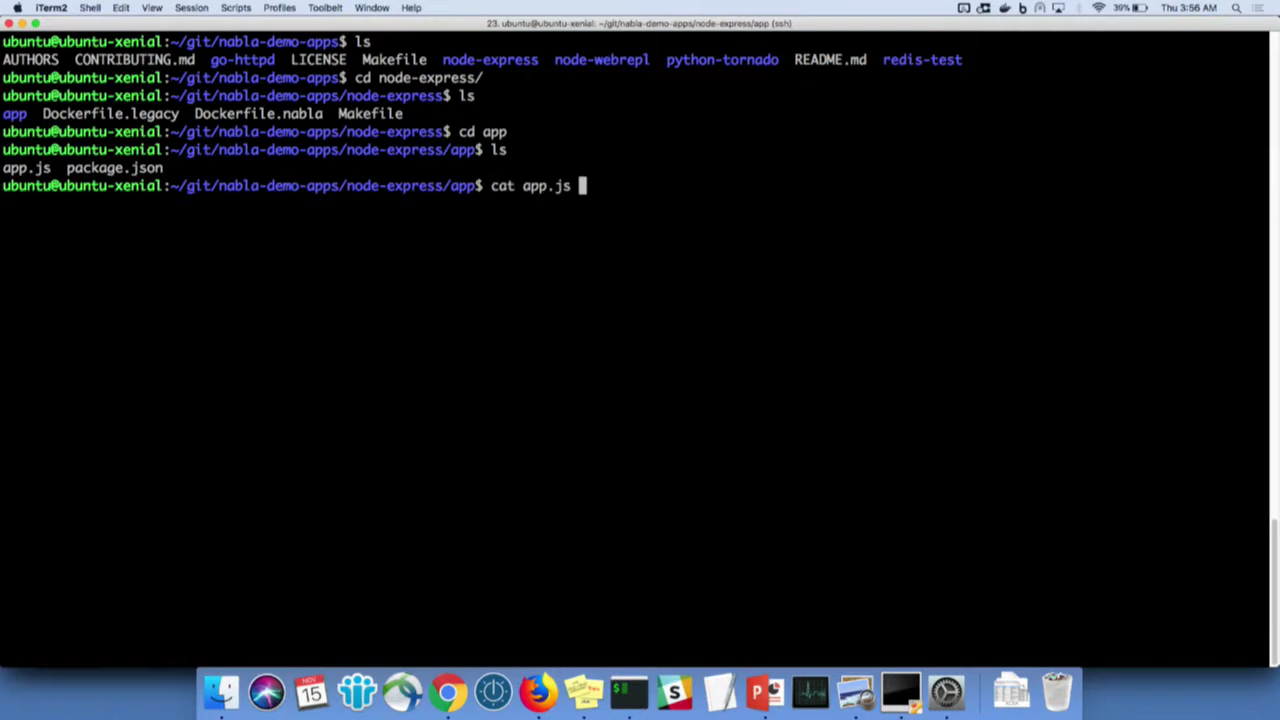 iTerm2 Shell Edit View Session Scripts Profiles Toolbelt Window Help 39% Thu 3:56 AM
23. ubuntu@ubuntu-xenial: ~/git/nabla-demo-apps/node-express/app (ssh)
ubuntu@ubuntu-xenial:~/git/nabla-demo-apps$ ls
AUTHORS CONTRIBUTING.md go-httpd LICENSE Makefile node-express node-webrepl python-tornado README.md redis-test
ubuntu@ubuntu-xenial:~/git/nabla-demo-apps$ cd node-express/
ubuntu@ubuntu-xenial:~/git/nabla-demo-apps/node-express$ ls
app Dockerfile.legacy Dockerfile.nabla Makefile
ubuntu@ubuntu-xenial:~/git/nabla-demo-apps/node-express$ cd app
ubuntu@ubuntu-xenial:~/git/nabla-demo-apps/node-express/app$ ls
app.js package.json
ubuntu@ubuntu-xenial:~/git/nabla-demo-apps/node-express/app$ cat app.js
NOV
15